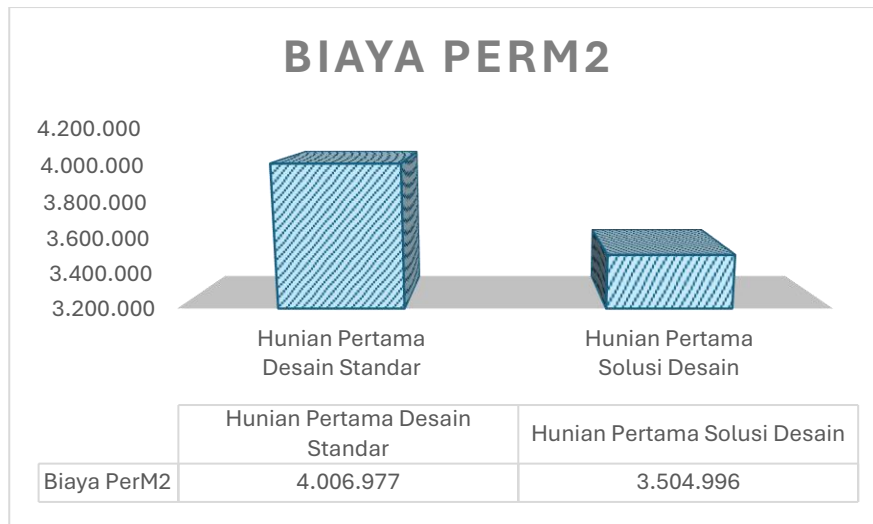 BIAYA PERM2
4.200.000
4.000.000
3.800.000
3.600.000
3.400.000
3.200.000
Hunian Pertama
Desain Standar
Hunian Pertama
Solusi Desain
Hunian Pertama Desain
Standar
Hunian Pertama Solusi Desain
Biaya PerM2
4.006.977
3.504.996